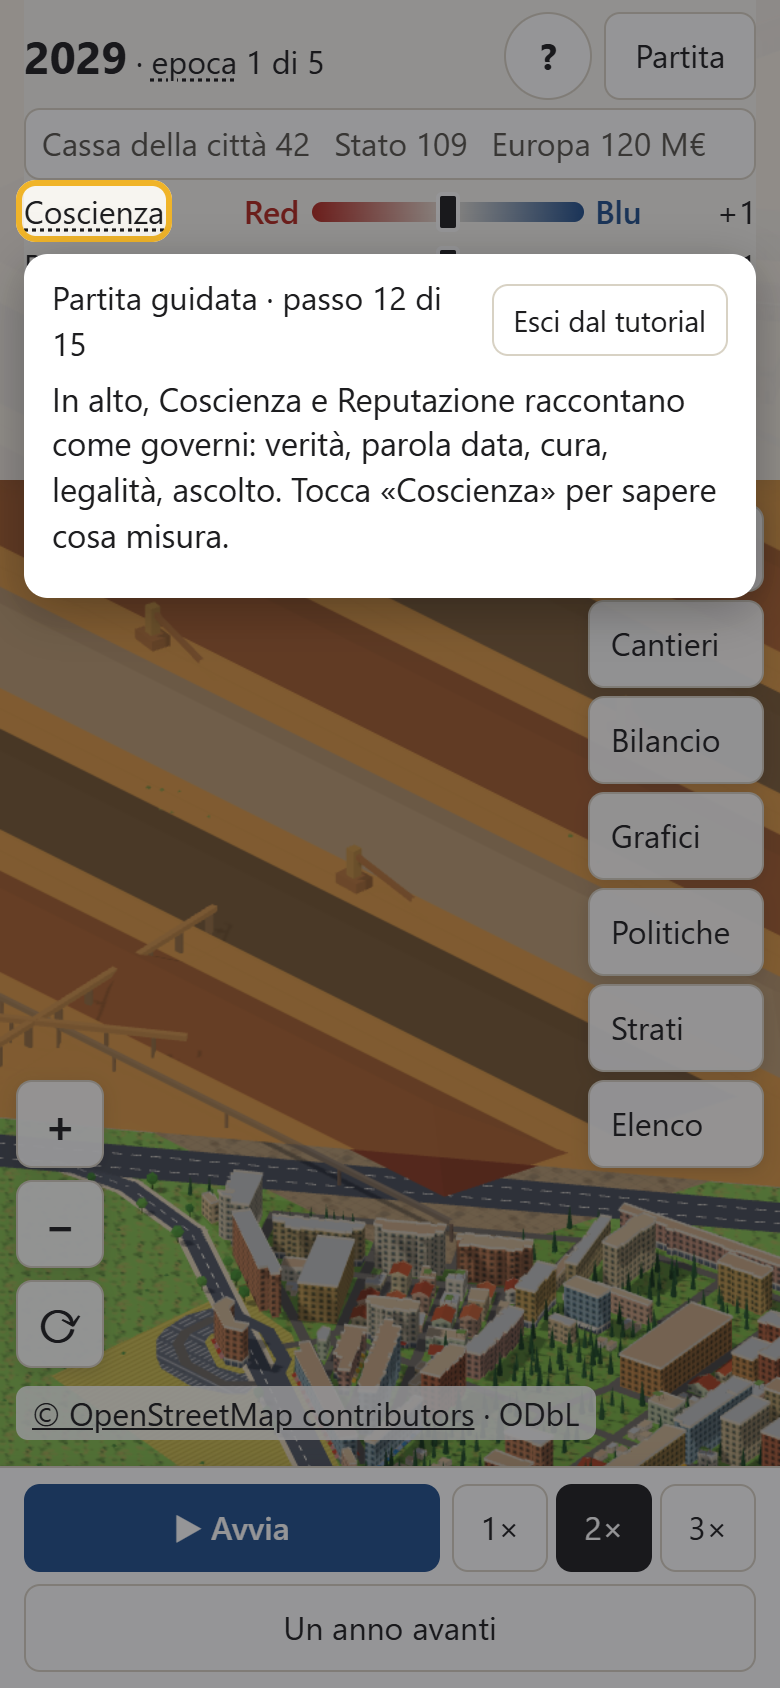 2029 · epoca 1 di 5
?
Partita
Cassa della città 42 Stato 109 Europa 120 M€
Coscienza Red Blu +1
Partita guidata · passo 12 di
15
Esci dal tutorial
In alto, Coscienza e Reputazione raccontano
come governi: verità, parola data, cura,
legalità, ascolto. Tocca «Coscienza» per sapere
cosa misura.
Cantieri
Bilancio
Grafici
Politiche
Strati
Elenco
+
−
© OpenStreetMap contributors · ODbL
▶ Avvia
1×
2×
3×
Un anno avanti